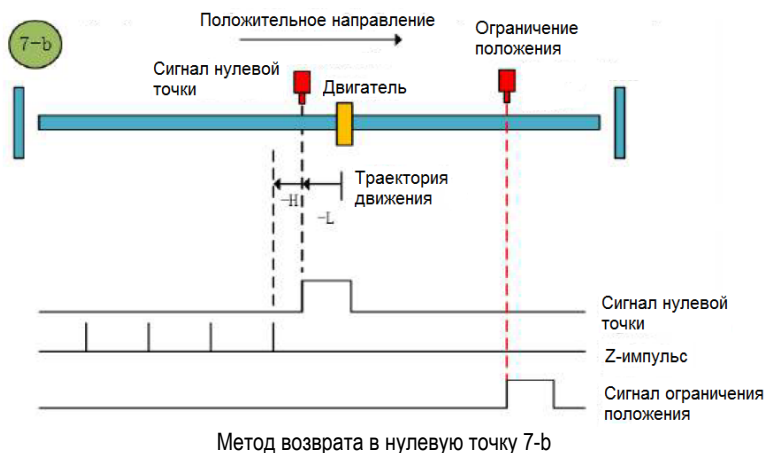 7-b
Положительное направление
Ограничение
положения
Сигнал нулевой
точки
Двигатель
Траектория
движения
-H
-L
Сигнал нулевой
точки
Z-импульс
Сигнал ограничения
положения
Метод возврата в нулевую точку 7-b